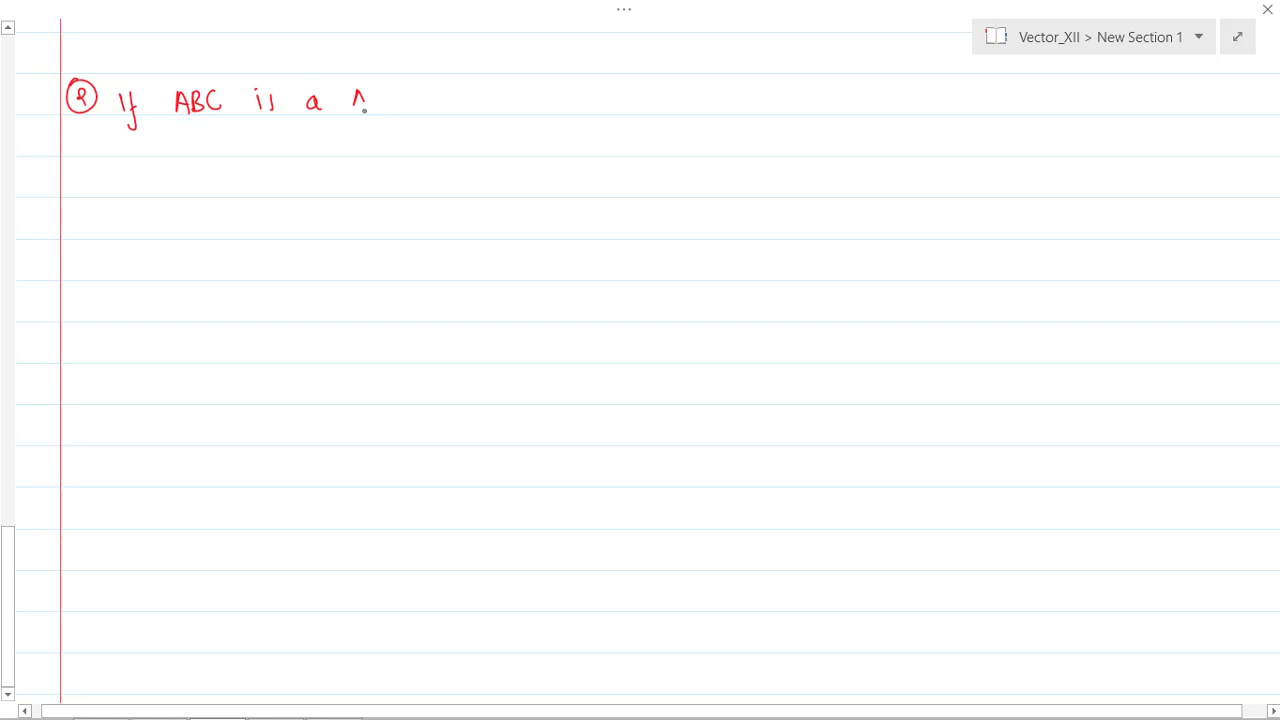 ...
Vector_XII > New Section 1
Q If ABC is a